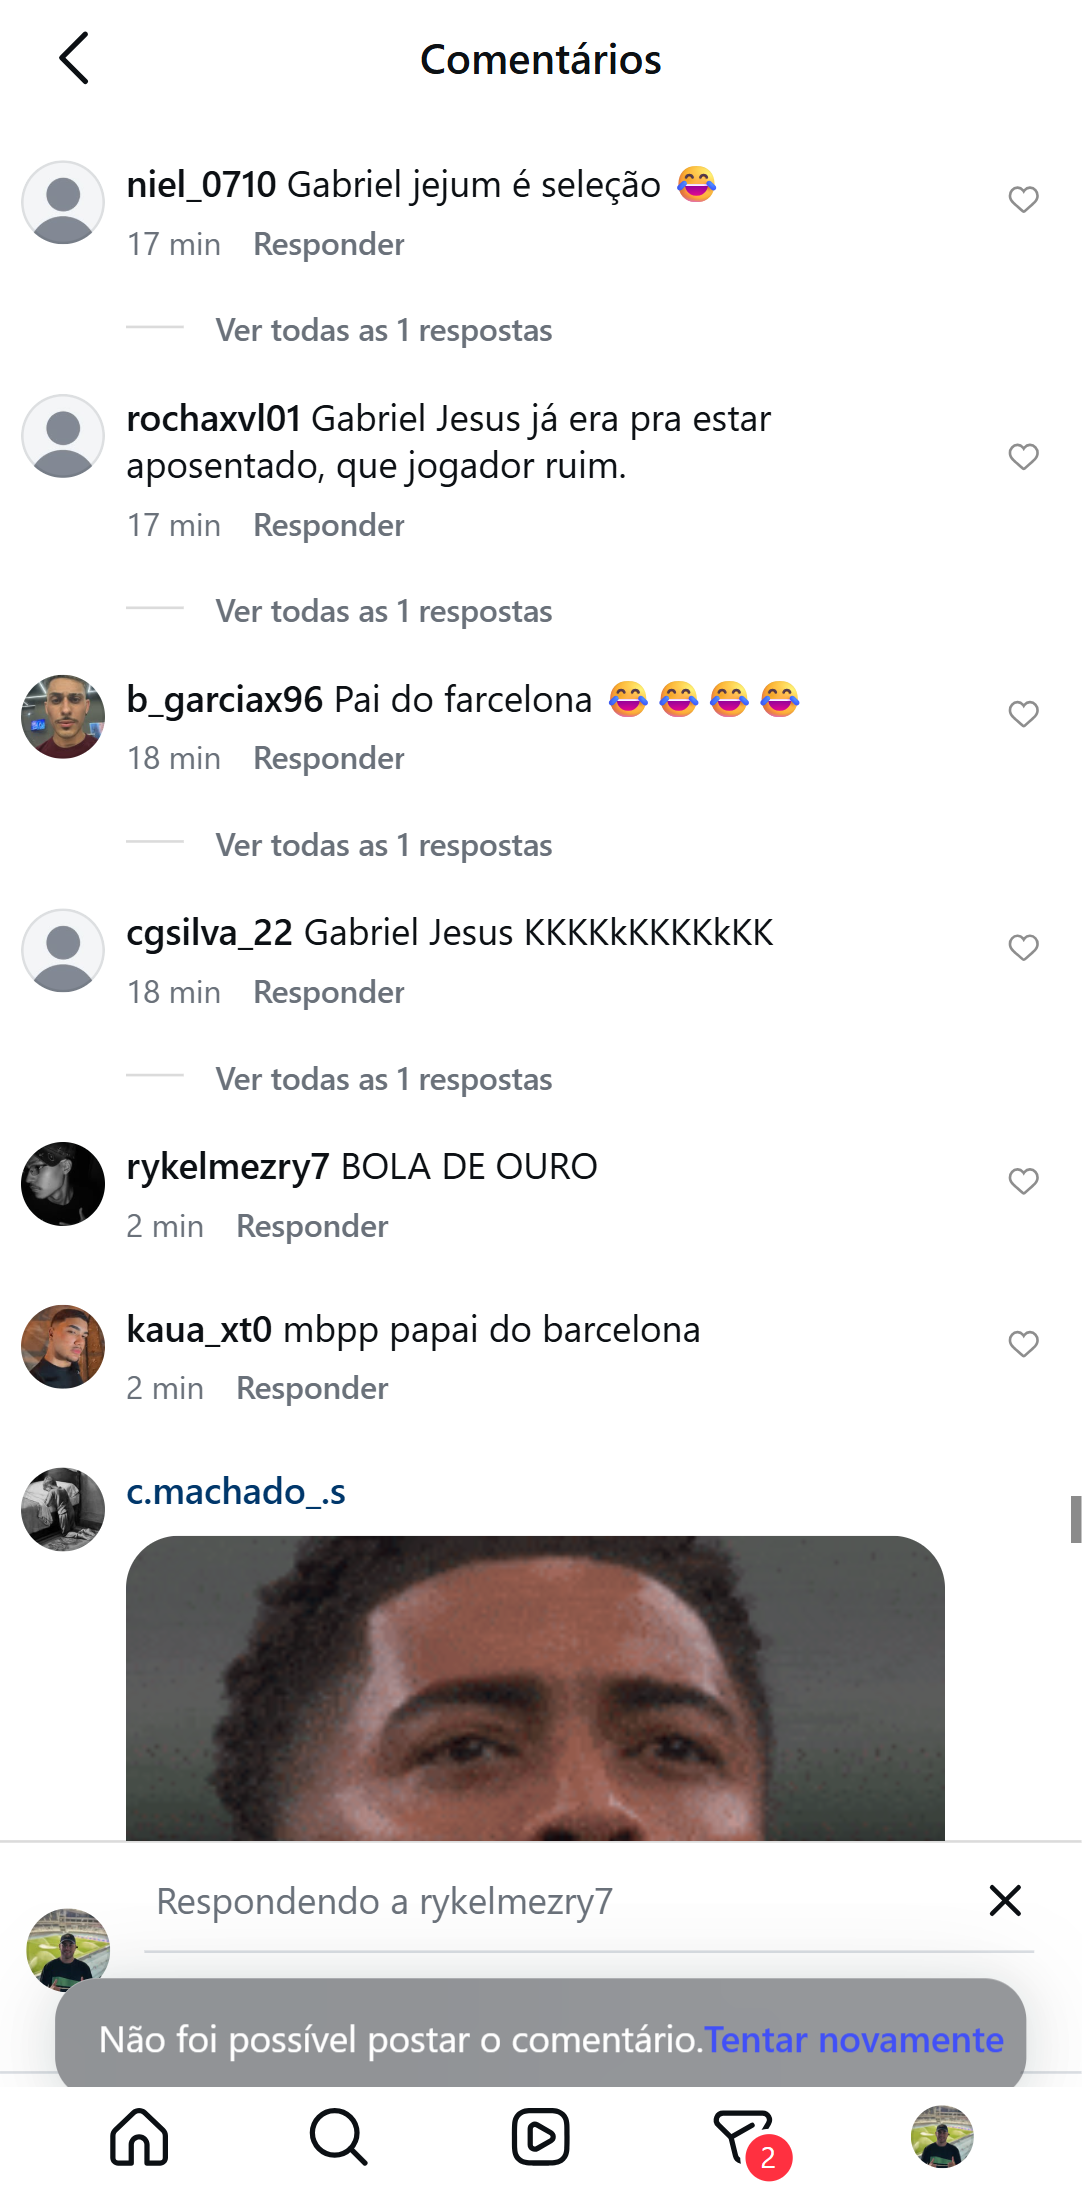 Comentários
niel_0710 Gabriel jejum é seleção 😂
17 min Responder
Ver todas as 1 respostas
rochaxvl01 Gabriel Jesus já era pra estar
aposentado, que jogador ruim.
17 min Responder
Ver todas as 1 respostas
b_garciax96 Pai do farcelona 😂😂😂😂
18 min Responder
Ver todas as 1 respostas
cgsilva_22 Gabriel Jesus KKKKkKKKKkKK
18 min Responder
Ver todas as 1 respostas
rykelmezry7 BOLA DE OURO
2 min Responder
kaua_xt0 mbpp papai do barcelona
2 min Responder
c.machado_.s
Respondendo a rykelmezry7
Não foi possível postar o comentário.Tentar novamente
2